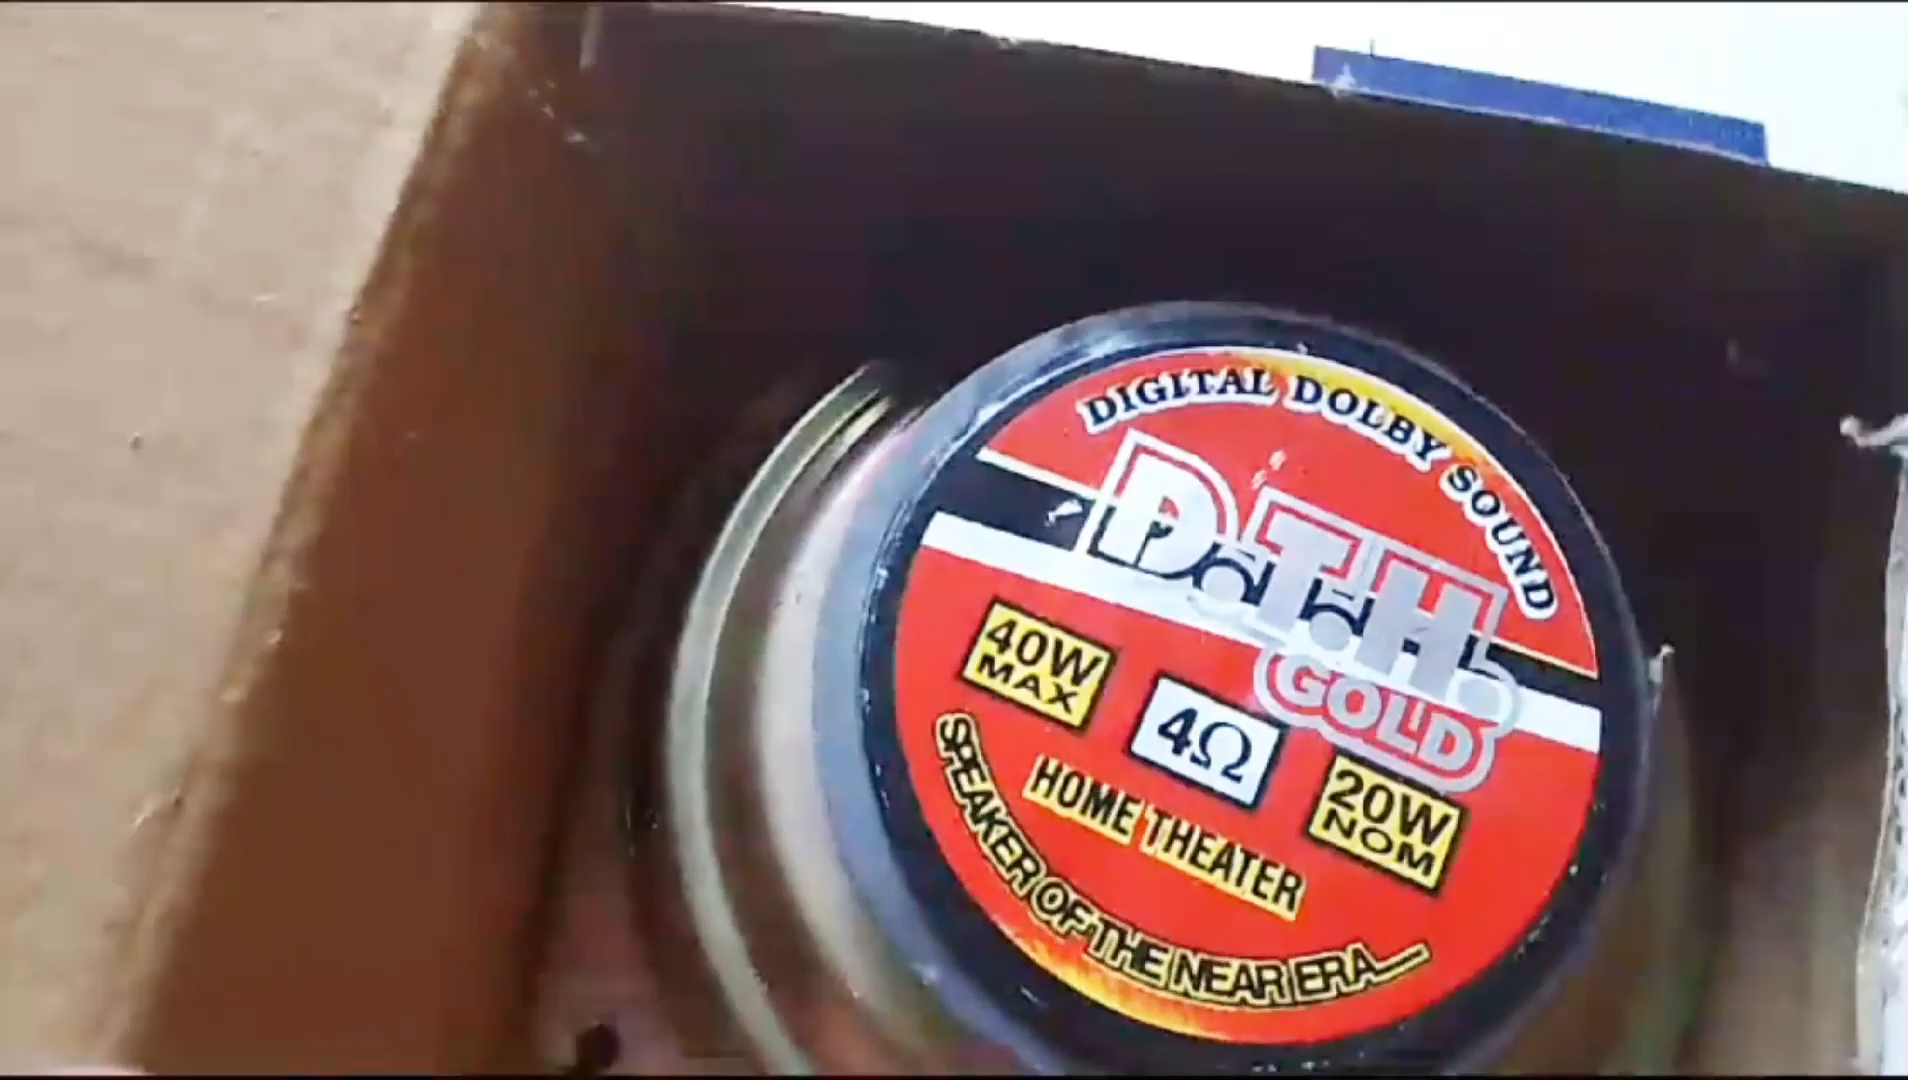 DIGITAL DOLBY SOUND
D.T.H.
GOLD
40W
MAX
4Ω
20W
NOM
HOME THEATER
SPEAKER OF THE NEAR ERA